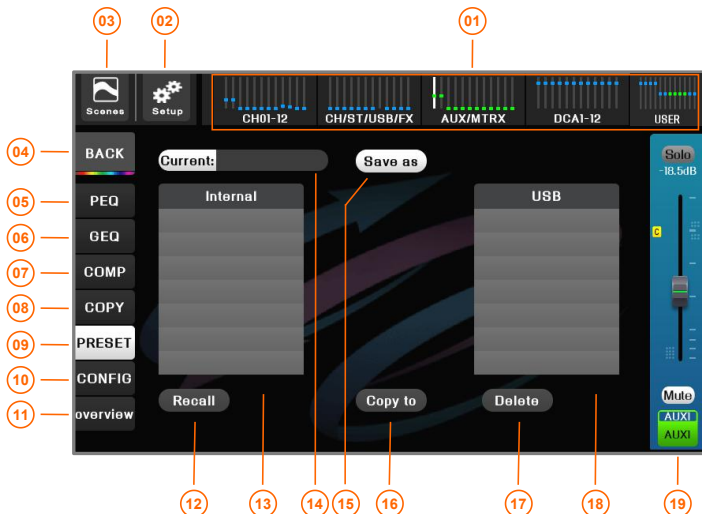 03
02
01
Scenes
Setup
CH01-12
CH/ST/USB/FX
AUX/MTRX
DCA1-12
USER
04
BACK
Current:
Save as
Solo
-18.5dB
05
PEQ
Internal
USB
06
GEQ
C
07
COMP
08
COPY
09
PRESET
10
CONFIG
Recall
Copy to
Delete
Mute
11
overview
AUX1
AUX1
12
13
14
15
16
17
18
19